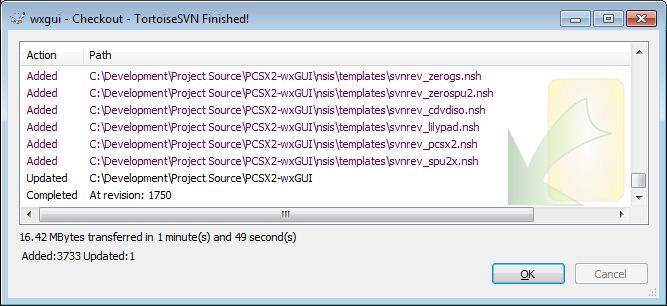 wxgui - Checkout - TortoiseSVN Finished!
Action Path
Added C:\Development\Project Source\PCSX2-wxGUI\nsis\templates\svnrev_zerogs.nsh
Added C:\Development\Project Source\PCSX2-wxGUI\nsis\templates\svnrev_zerospu2.nsh
Added C:\Development\Project Source\PCSX2-wxGUI\nsis\templates\svnrev_cdvdiso.nsh
Added C:\Development\Project Source\PCSX2-wxGUI\nsis\templates\svnrev_lilypad.nsh
Added C:\Development\Project Source\PCSX2-wxGUI\nsis\templates\svnrev_pcsx2.nsh
Added C:\Development\Project Source\PCSX2-wxGUI\nsis\templates\svnrev_spu2x.nsh
Updated C:\Development\Project Source\PCSX2-wxGUI
Completed At revision: 1750
16.42 MBytes transferred in 1 minute(s) and 49 second(s)
Added:3733 Updated:1
OK Cancel